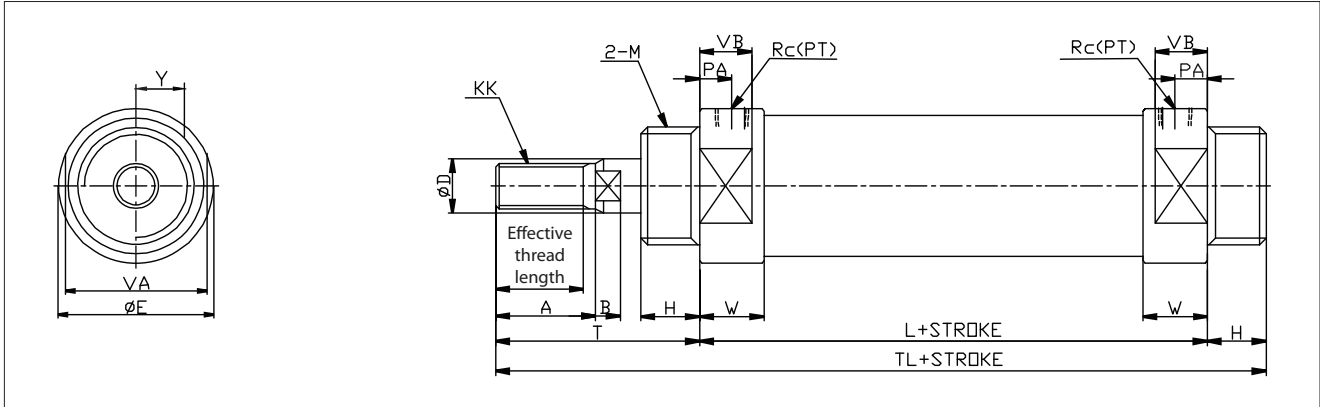 Y
VA
øE
KK
2-M
VB
Rc(PT)
PA
Rc(PT)
VB
PA
øD
Effective
thread
length
A
B
H
W
W
T
L+STROKE
H
TL+STROKE